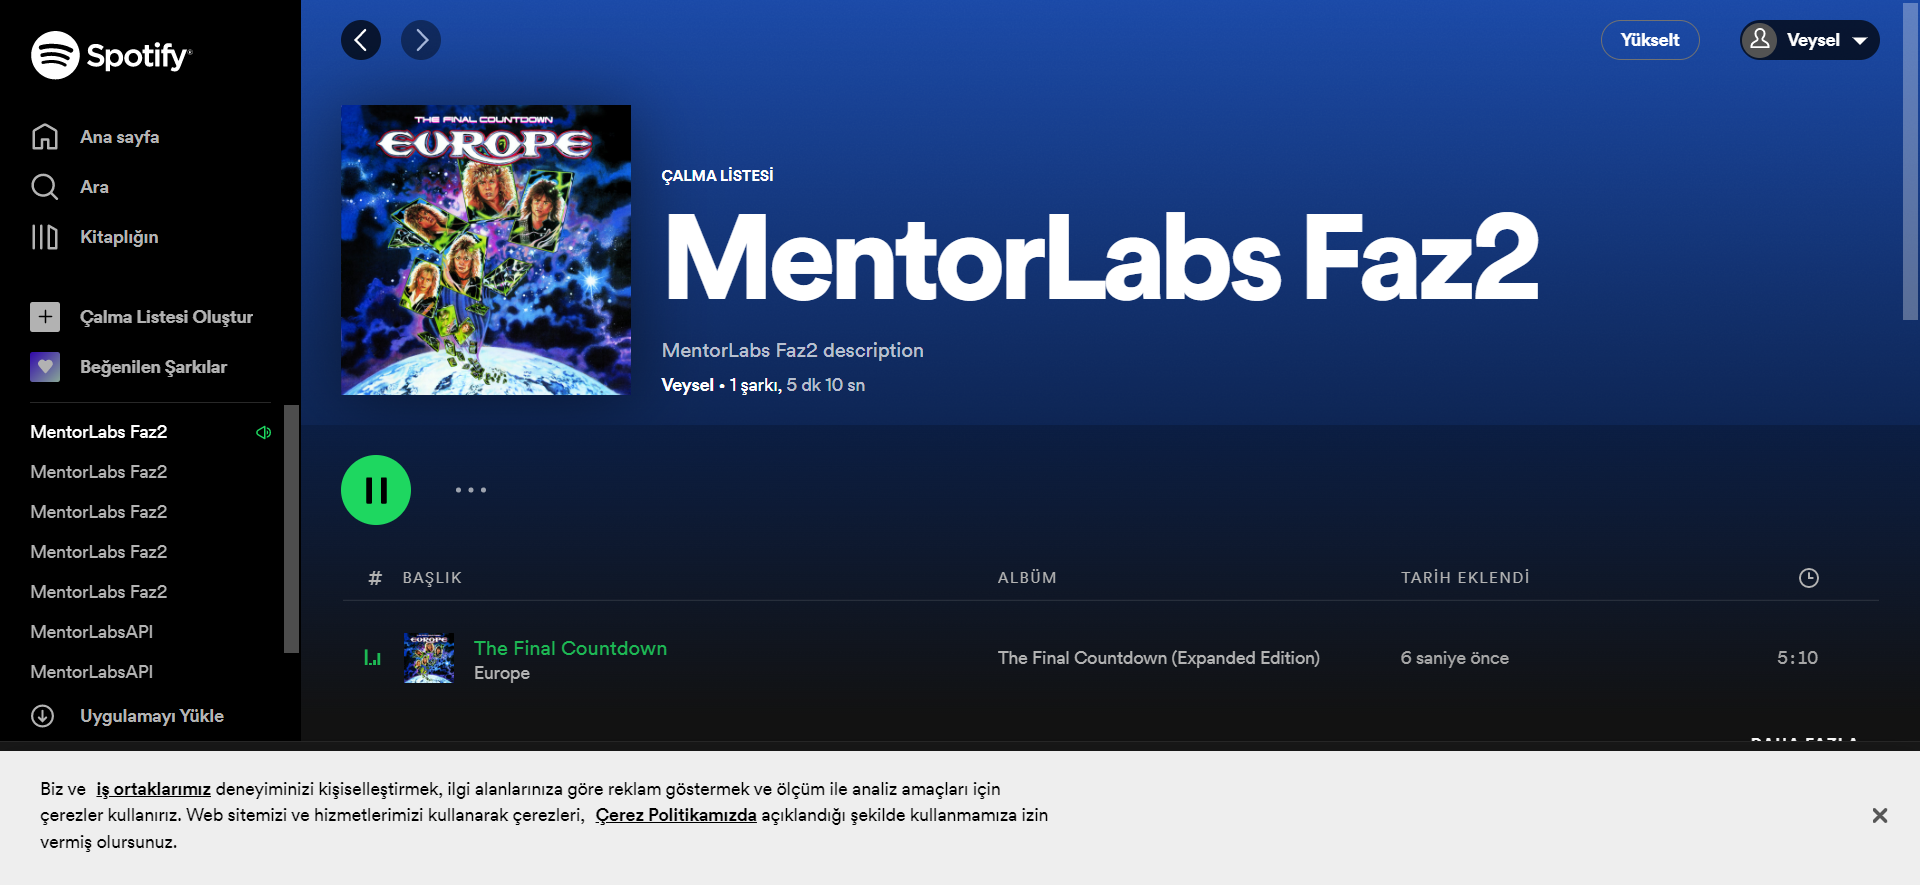 Spotify
Ana sayfa
Ara
Kitaplığın
Çalma Listesi Oluştur
Beğenilen Şarkılar
MentorLabs Faz2
MentorLabs Faz2
MentorLabs Faz2
MentorLabs Faz2
MentorLabs Faz2
MentorLabsAPI
MentorLabsAPI
Uygulamayı Yükle
Yükselt
Veysel
THE FINAL COUNTDOWN
EUROPE
ÇALMA LİSTESİ
MentorLabs Faz2
MentorLabs Faz2 description
Veysel • 1 şarkı, 5 dk 10 sn
# BAŞLIK ALBÜM TARİH EKLENDİ
EUROPE
The Final Countdown
Europe
The Final Countdown (Expanded Edition) 6 saniye önce 5:10
DAHA FAZLA
Biz ve iş ortaklarımız deneyiminizi kişiselleştirmek, ilgi alanlarınıza göre reklam göstermek ve ölçüm ile analiz amaçları için
çerezler kullanırız. Web sitemizi ve hizmetlerimizi kullanarak çerezleri, Çerez Politikamızda açıklandığı şekilde kullanmamıza izin
vermiş olursunuz.